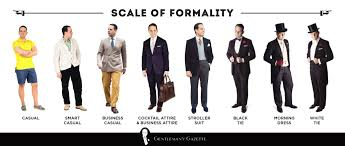 SCALE OF FORMALITY
CASUAL
SMART
CASUAL
BUSINESS
CASUAL
COCKTAIL ATTIRE
& BUSINESS ATTIRE
STROLLER
SUIT
BLACK
TIE
MORNING
DRESS
WHITE
TIE
GENTLEMAN'S GAZETTE